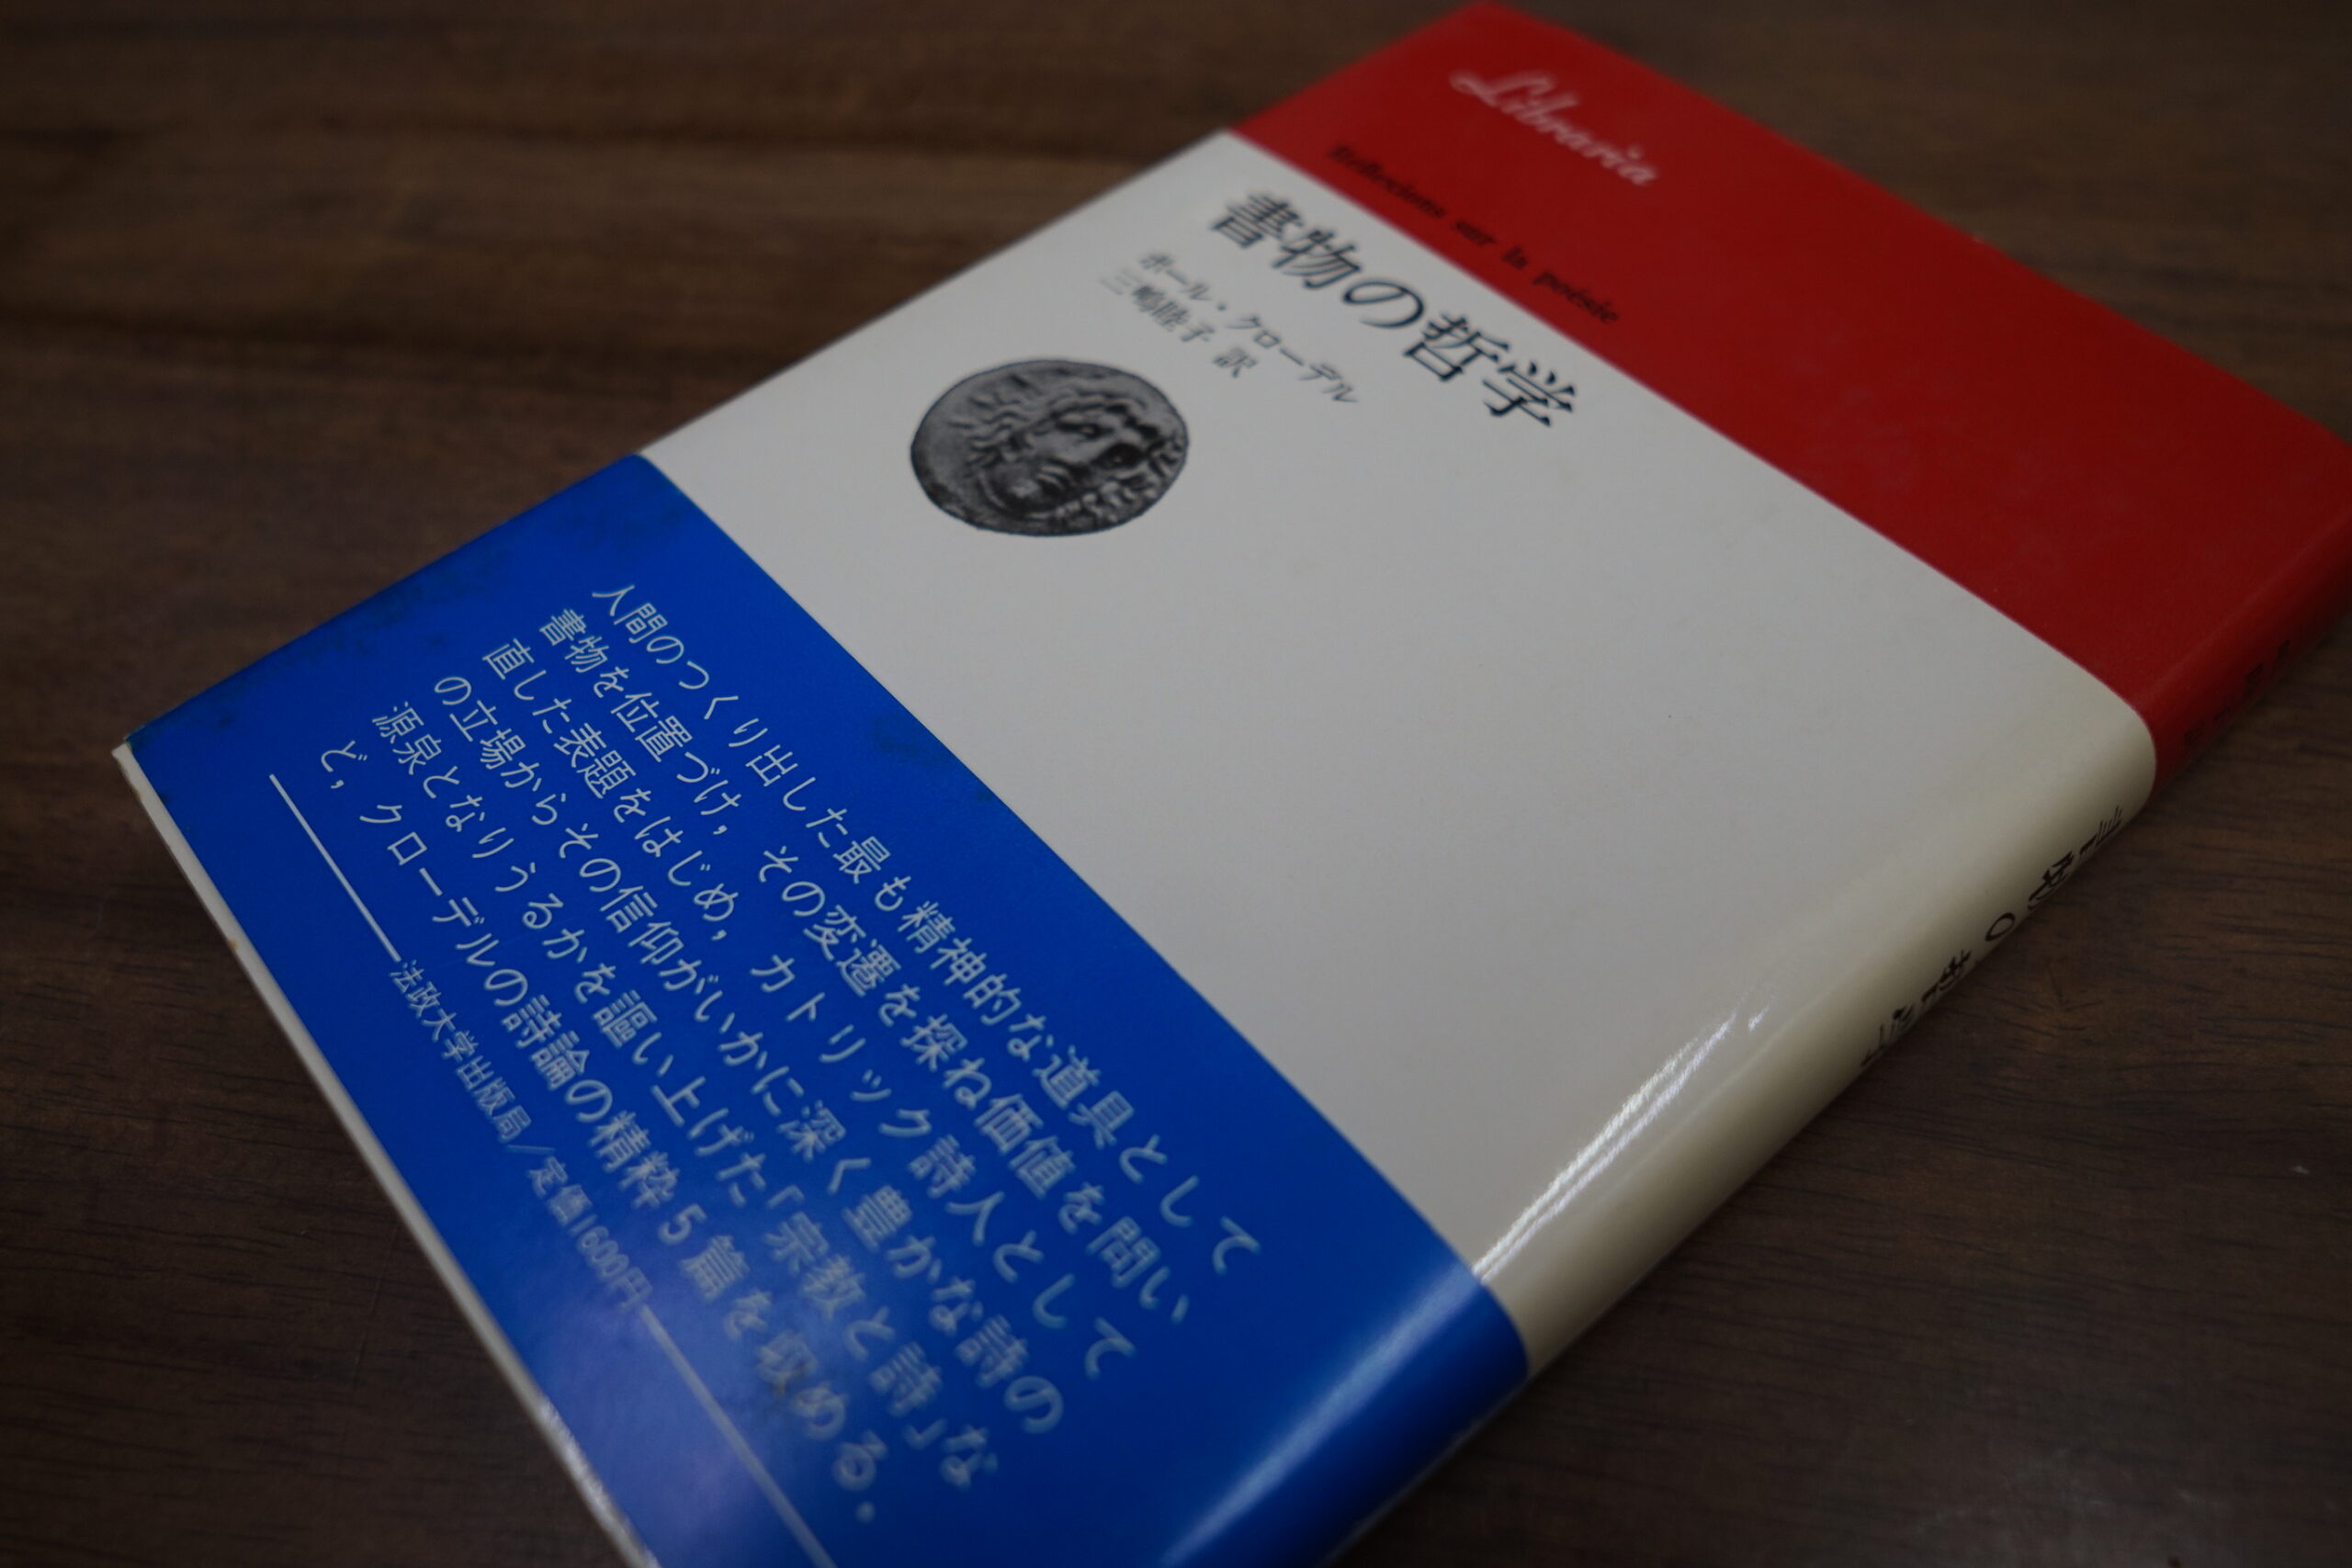 Libraria
Réflexions sur la poésie
書物の哲学
ポール・クローデル
三嶋睦子 訳
人間のつくり出した最も精神的な道具として
書物を位置づけ，その変遷を探ね価値を問い
直した表題をはじめ，カトリック詩人として
の立場からその信仰がいかに深く豊かな詩の
源泉となりうるかを謳い上げた「宗教と詩」な
ど，クローデルの詩論の精粋5篇を収める．
法政大学出版局／定価1600円
書物の哲学